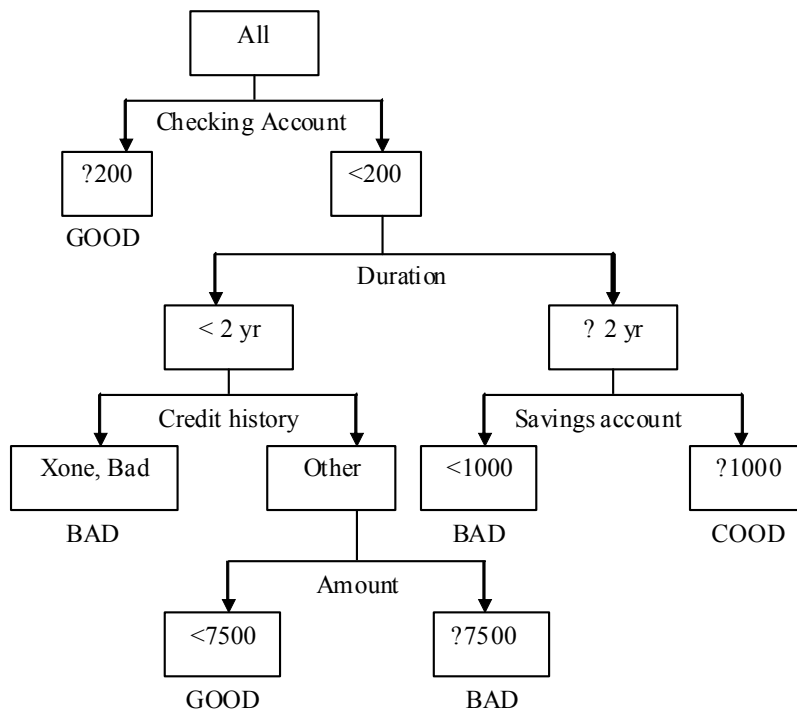 All
Checking Account
?200
<200
GOOD
Duration
< 2 yr
? 2 yr
Credit history
Savings account
Xone, Bad
Other
<1000
?1000
BAD
BAD
COOD
Amount
<7500
?7500
GOOD
BAD